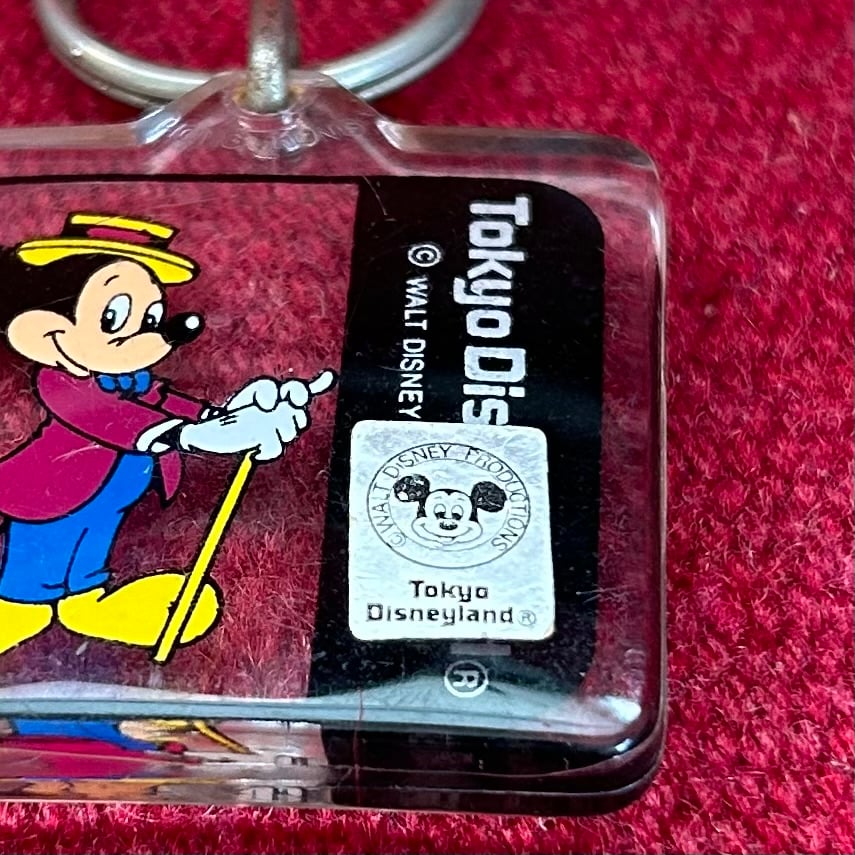 Tokyo Dis
© WALT DISNEY
© WALT DISNEY PRODUCTIONS
Tokyo
Disneyland®
®